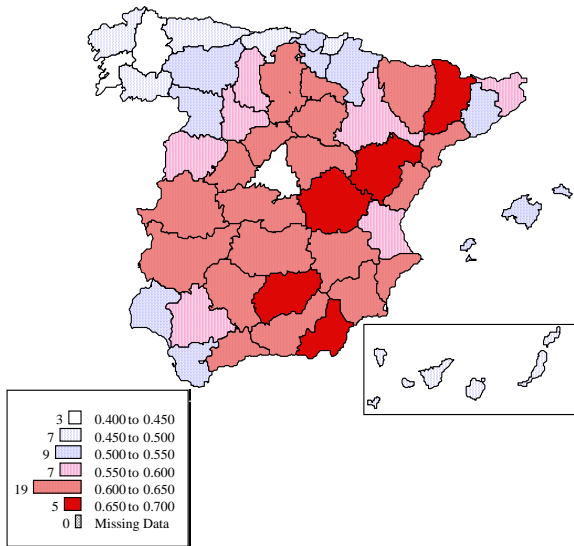 3 0.400 to 0.450
7 0.450 to 0.500
9 0.500 to 0.550
7 0.550 to 0.600
19 0.600 to 0.650
5 0.650 to 0.700
0 Missing Data